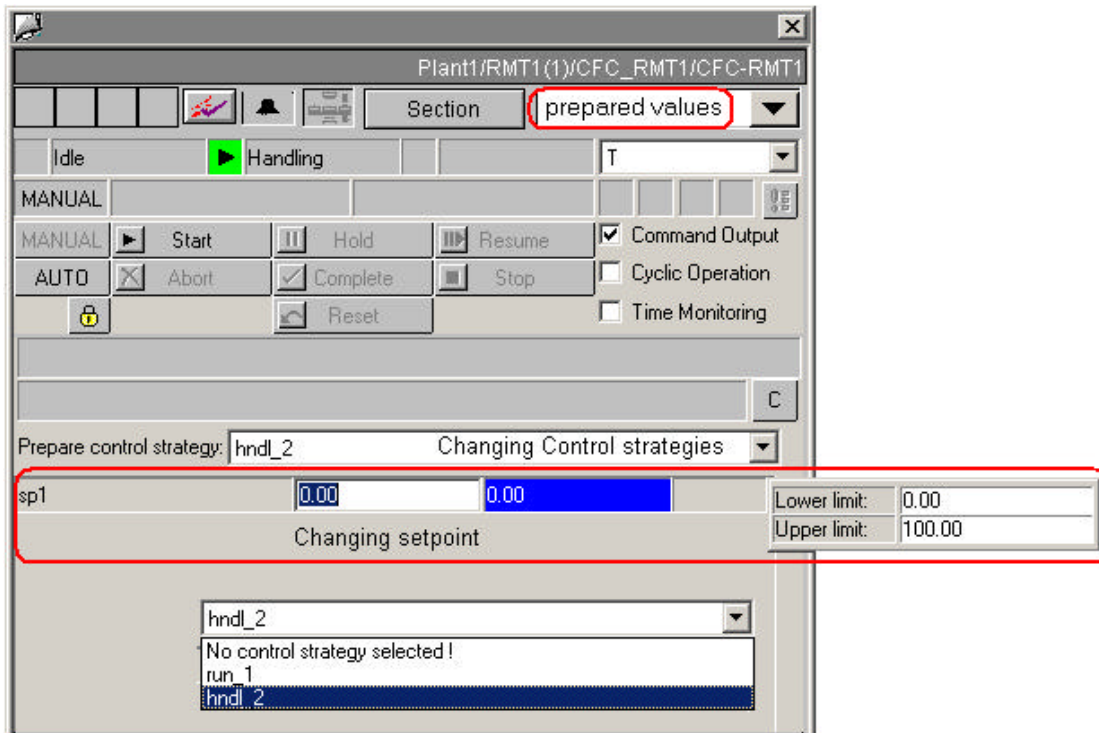 Plant1/RMT1(1)/CFC_RMT1/CFC-RMT1
Section prepared values
Idle Handling T
MANUAL
MANUAL Start Hold Resume Command Output
AUTO Abort Complete Stop Cyclic Operation
Reset Time Monitoring
C
Prepare control strategy: hndl_2 Changing Control strategies
sp1 0.00 0.00 Lower limit: 0.00
Upper limit: 100.00
Changing setpoint
hndl_2
No control strategy selected !
run_1
hndl_2